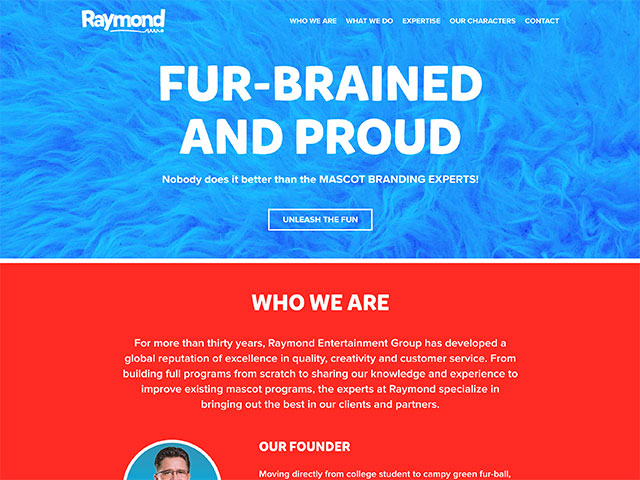 Raymond
WHO WE ARE WHAT WE DO EXPERTISE OUR CHARACTERS CONTACT
FUR-BRAINED
AND PROUD
Nobody does it better than the MASCOT BRANDING EXPERTS!
UNLEASH THE FUN
WHO WE ARE
For more than thirty years, Raymond Entertainment Group has developed a
global reputation of excellence in quality, creativity and customer service. From
building full programs from scratch to sharing our knowledge and experience to
improve existing mascot programs, the experts at Raymond specialize in
bringing out the best in our clients and partners.
OUR FOUNDER
Moving directly from college student to campy green fur-ball,